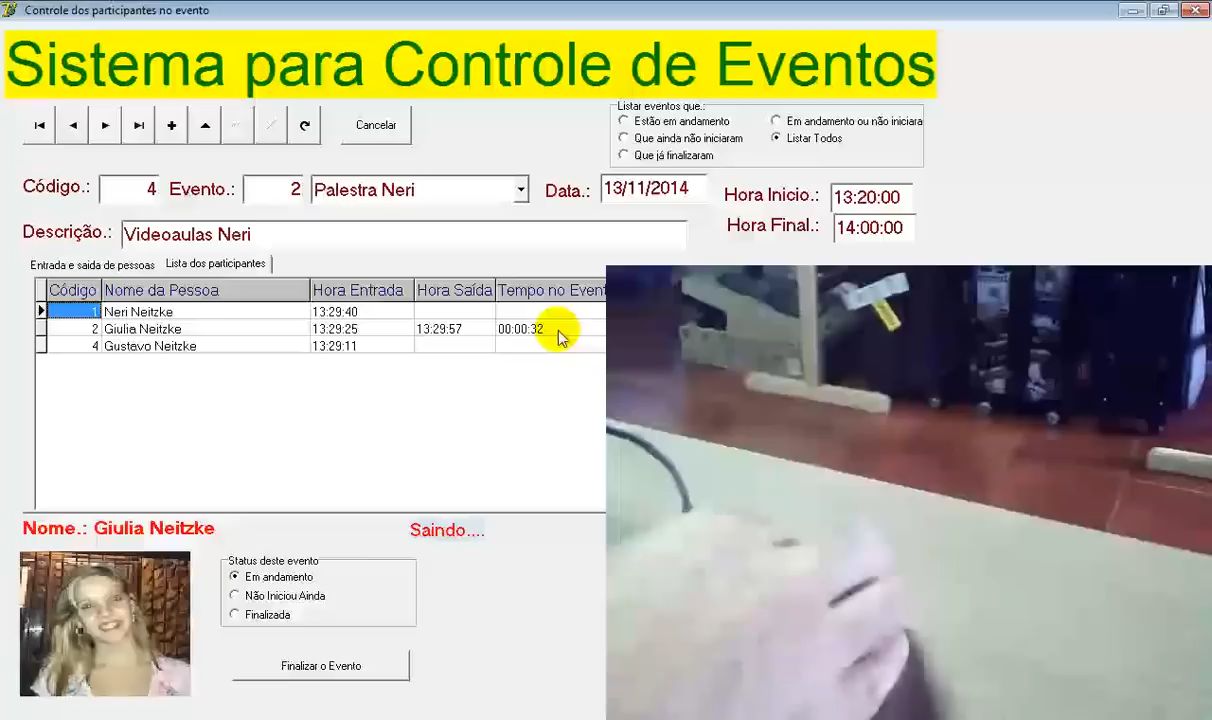 Controle dos participantes no evento
Sistema para Controle de Eventos
Cancelar
Listar eventos que.:
Estão em andamento
Em andamento ou não iniciara
Que ainda não iniciaram
Listar Todos
Que já finalizaram
Código.: 4 Evento.: 2 Palestra Neri Data.: 13/11/2014 Hora Inicio.: 13:20:00
Hora Final.: 14:00:00
Descrição.: Videoaulas Neri
Entrada e saida de pessoas Lista dos participantes
Código Nome da Pessoa Hora Entrada Hora Saída Tempo no Event
1 Neri Neitzke 13:29:40
2 Giulia Neitzke 13:29:25 13:29:57 00:00:32
4 Gustavo Neitzke 13:29:11
Nome.: Giulia Neitzke Saindo....
Status deste evento
Em andamento
Não Iniciou Ainda
Finalizada
Finalizar o Evento